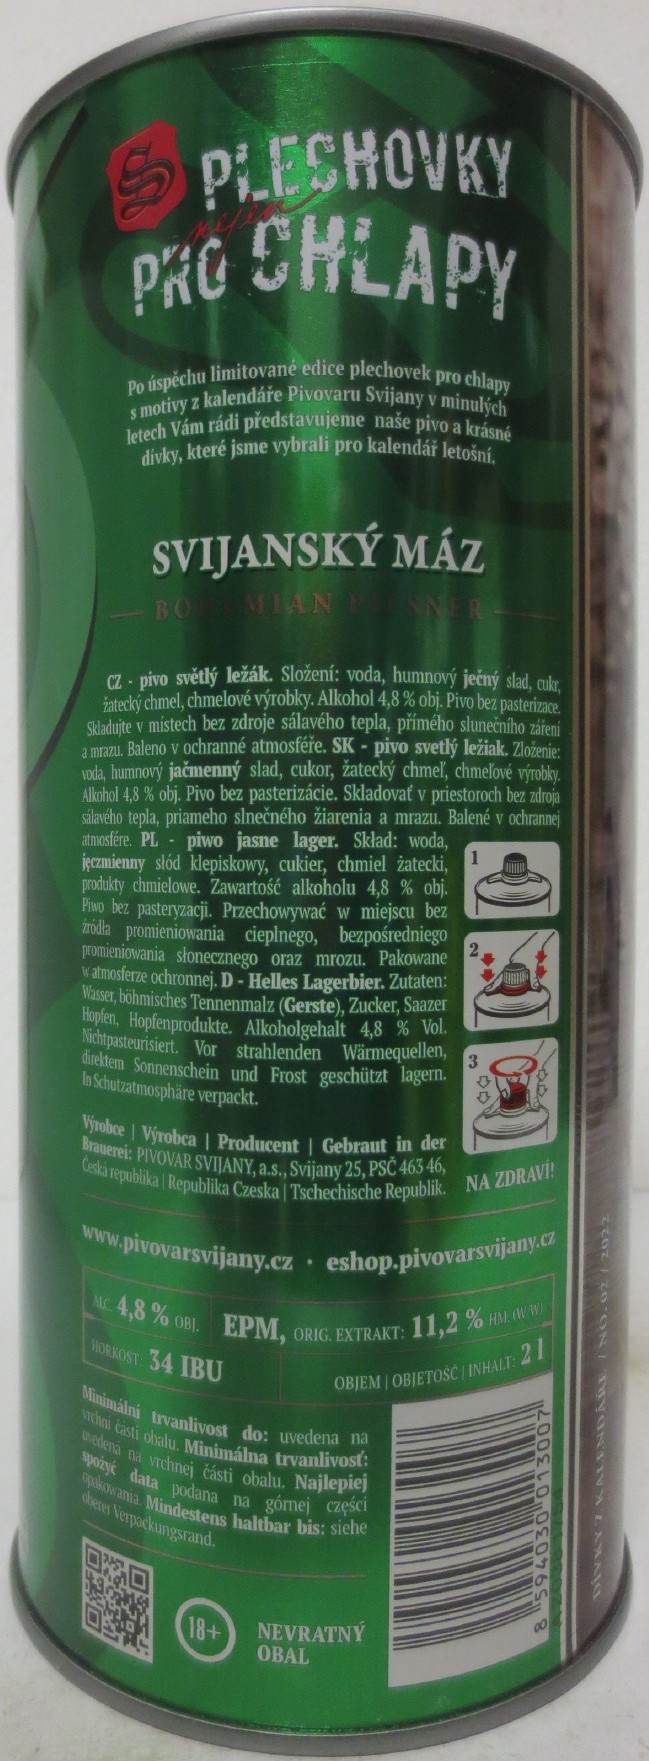 PLECHOVKY
nejen
PRO CHLAPY
Po úspěchu limitované edice plechovek pro chlapy
s motivy z kalendáře Pivovaru Svijany v minulých
letech Vám rádi představujeme naše pivo a krásné
dívky, které jsme vybrali pro kalendář letošní.
SVIJANSKÝ MÁZ
BOHEMIAN PILSNER
CZ - pivo světlý ležák. Složení: voda, humnový ječný slad, cukr,
žatecký chmel, chmelové výrobky. Alkohol 4,8 % obj. Pivo bez pasterizace.
Skladujte v místech bez zdroje sálavého tepla, přímého slunečního záření
a mrazu. Baleno v ochranné atmosféře. SK - pivo svetlý ležiak. Zloženie:
voda, humnový jačmenný slad, cukor, žatecký chmeľ, chmeľové výrobky.
Alkohol 4,8 % obj. Pivo bez pasterizácie. Skladovať v priestoroch bez zdroja
sálavého tepla, priameho slnečného žiarenia a mrazu. Balené v ochrannej
atmosfére. PL - piwo jasne lager. Skład: woda,
jęczmienny słód klepiskowy, cukier, chmiel żatecki,
produkty chmielowe. Zawartość alkoholu 4,8 % obj.
Piwo bez pasteryzacji. Przechowywać w miejscu bez
źródła promieniowania cieplnego, bezpośredniego
promieniowania słonecznego oraz mrozu. Pakowane
w atmosferze ochronnej. D - Helles Lagerbier. Zutaten:
Wasser, böhmisches Tennenmalz (Gerste), Zucker, Saazer
Hopfen, Hopfenprodukte. Alkoholgehalt 4,8 % Vol.
Nichtpasteurisiert. Vor strahlenden Wärmequellen,
direktem Sonnenschein und Frost geschützt lagern.
In Schutzatmosphäre verpackt.
1
2
3
NA ZDRAVÍ!
Výrobce | Výrobca | Producent | Gebraut in der
Brauerei: PIVOVAR SVIJANY, a.s., Svijany 25, PSČ 463 46,
Česká republika | Republika Czeska | Tschechische Republik.
www.pivovarsvijany.cz · eshop.pivovarsvijany.cz
ALC. 4,8 % OBJ. EPM, ORIG. EXTRAKT: 11,2 % HM. (W/W)
HORKOST: 34 IBU OBJEM | OBJETOŚĆ | INHALT: 2 l
Minimální trvanlivost do: uvedena na
vrchní části obalu. Minimálna trvanlivosť:
uvedená na vrchnej části obalu. Najlepiej
spożyć data podana na górnej części
opakowania. Mindestens haltbar bis: siehe
oberer Verpackungsrand.
18+
NEVRATNÝ
OBAL
8 594030 013007
DÍVKY Z KALENDÁŘE / NO. 02 / 2022